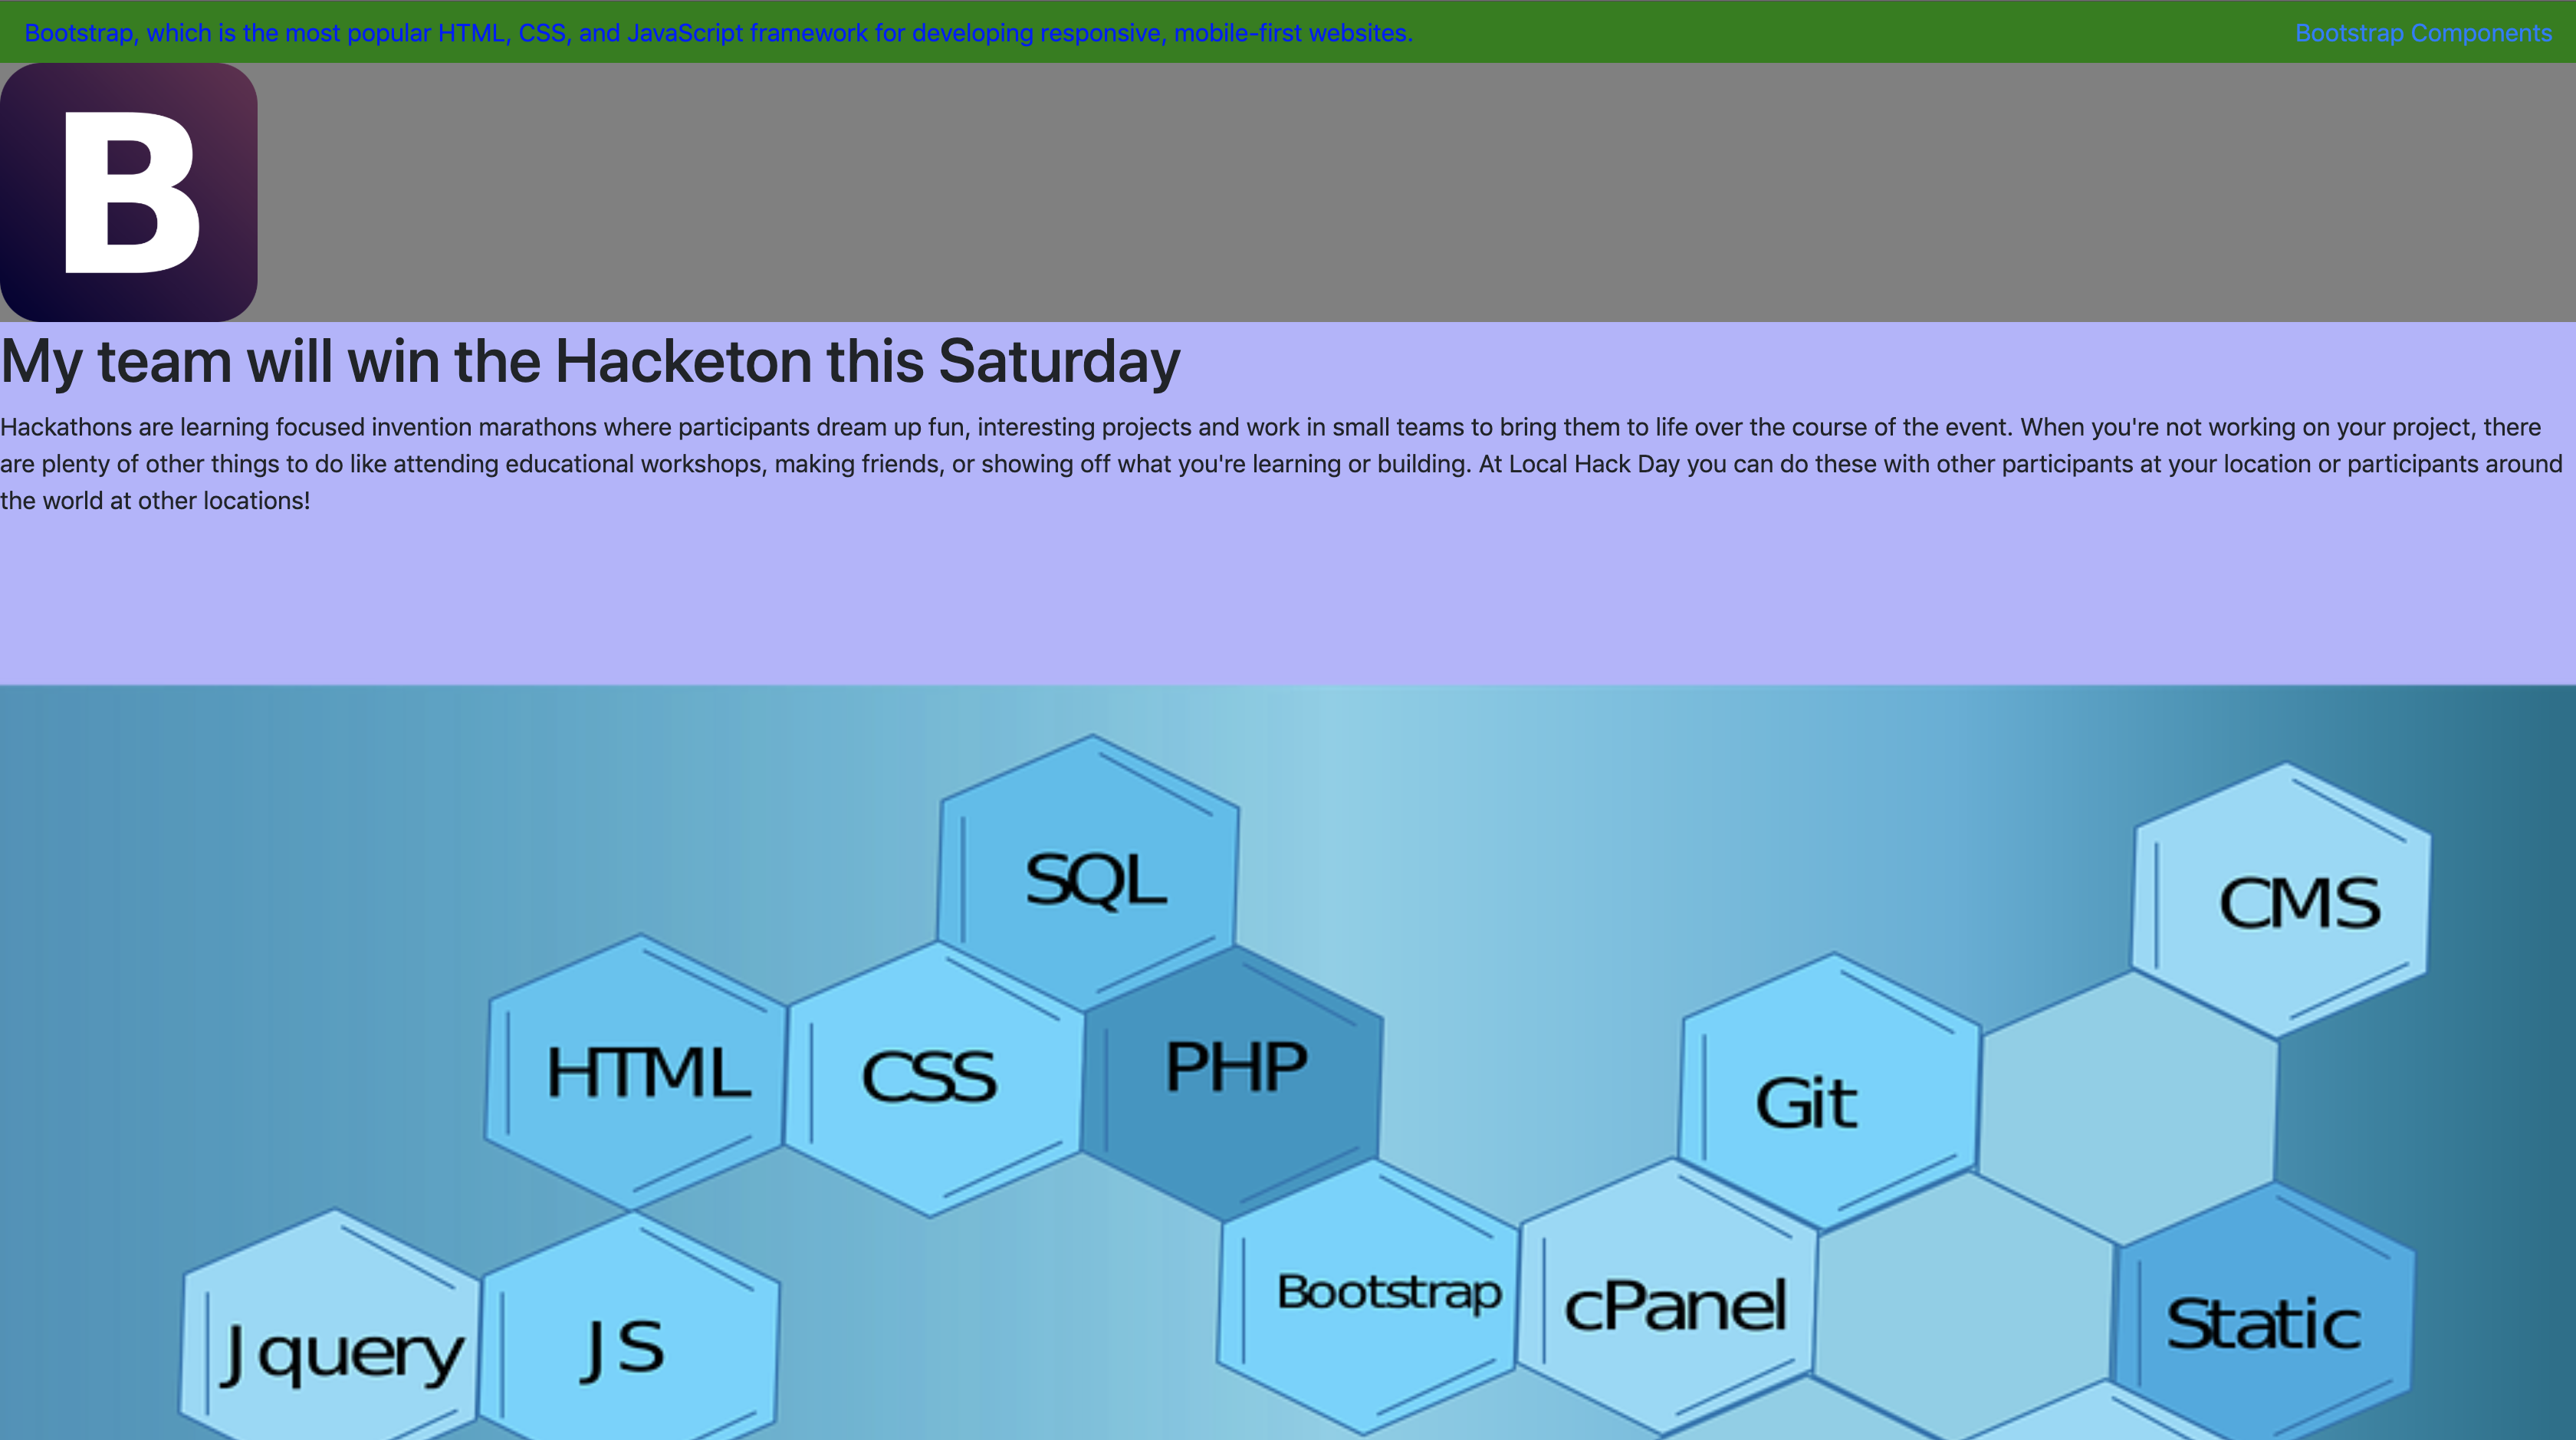 Bootstrap, which is the most popular HTML, CSS, and JavaScript framework for developing responsive, mobile-first websites.
Bootstrap Components
B
My team will win the Hacketon this Saturday
Hackathons are learning focused invention marathons where participants dream up fun, interesting projects and work in small teams to bring them to life over the course of the event. When you're not working on your project, there
are plenty of other things to do like attending educational workshops, making friends, or showing off what you're learning or building. At Local Hack Day you can do these with other participants at your location or participants around
the world at other locations!
SQL
CMS
HTML
CSS
PHP
Git
Jquery
JS
Bootstrap
cPanel
Static